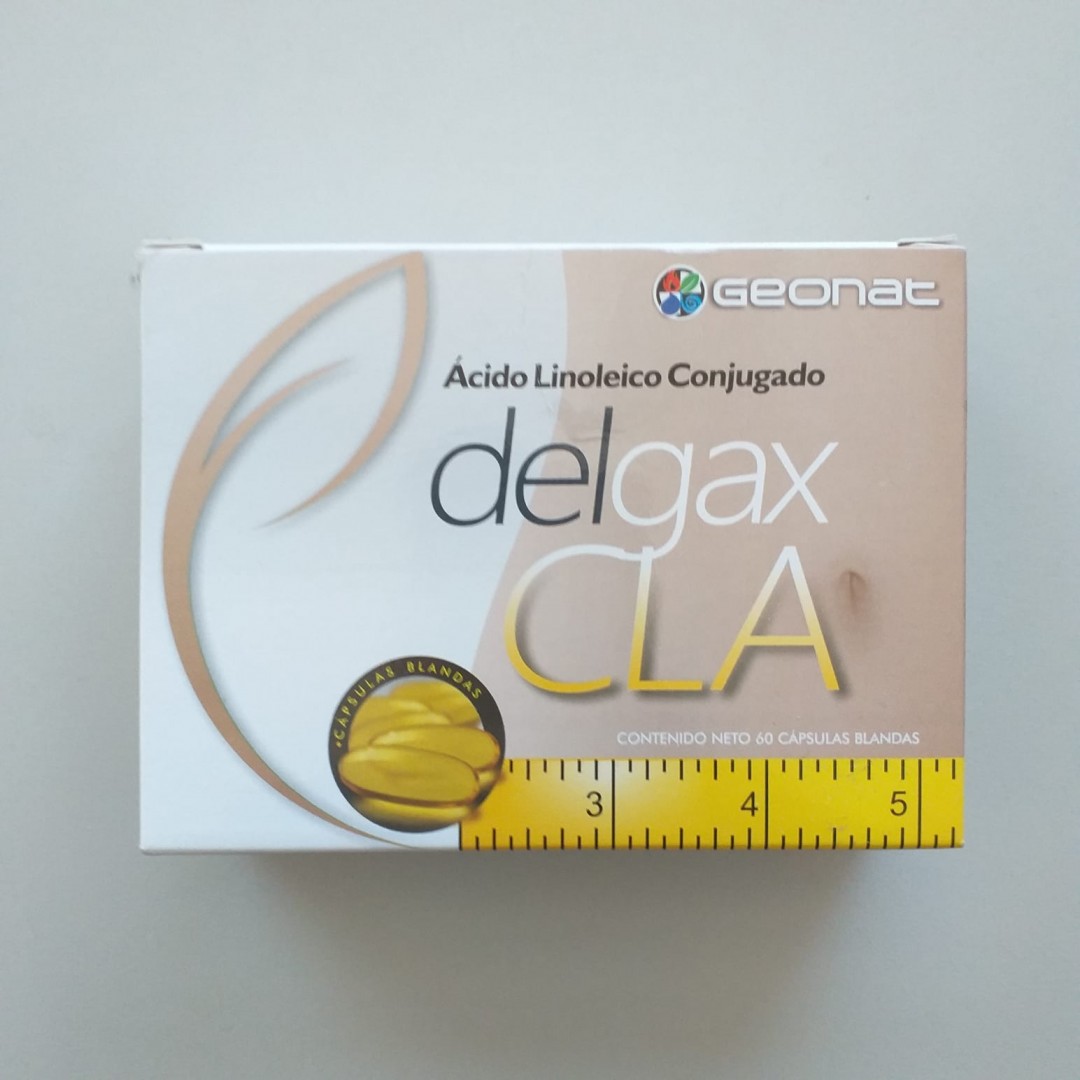 Geonat
Ácido Linoleico Conjugado
delgax
CLA
•CÁPSULAS BLANDAS
CONTENIDO NETO 60 CÁPSULAS BLANDAS
3 4 5